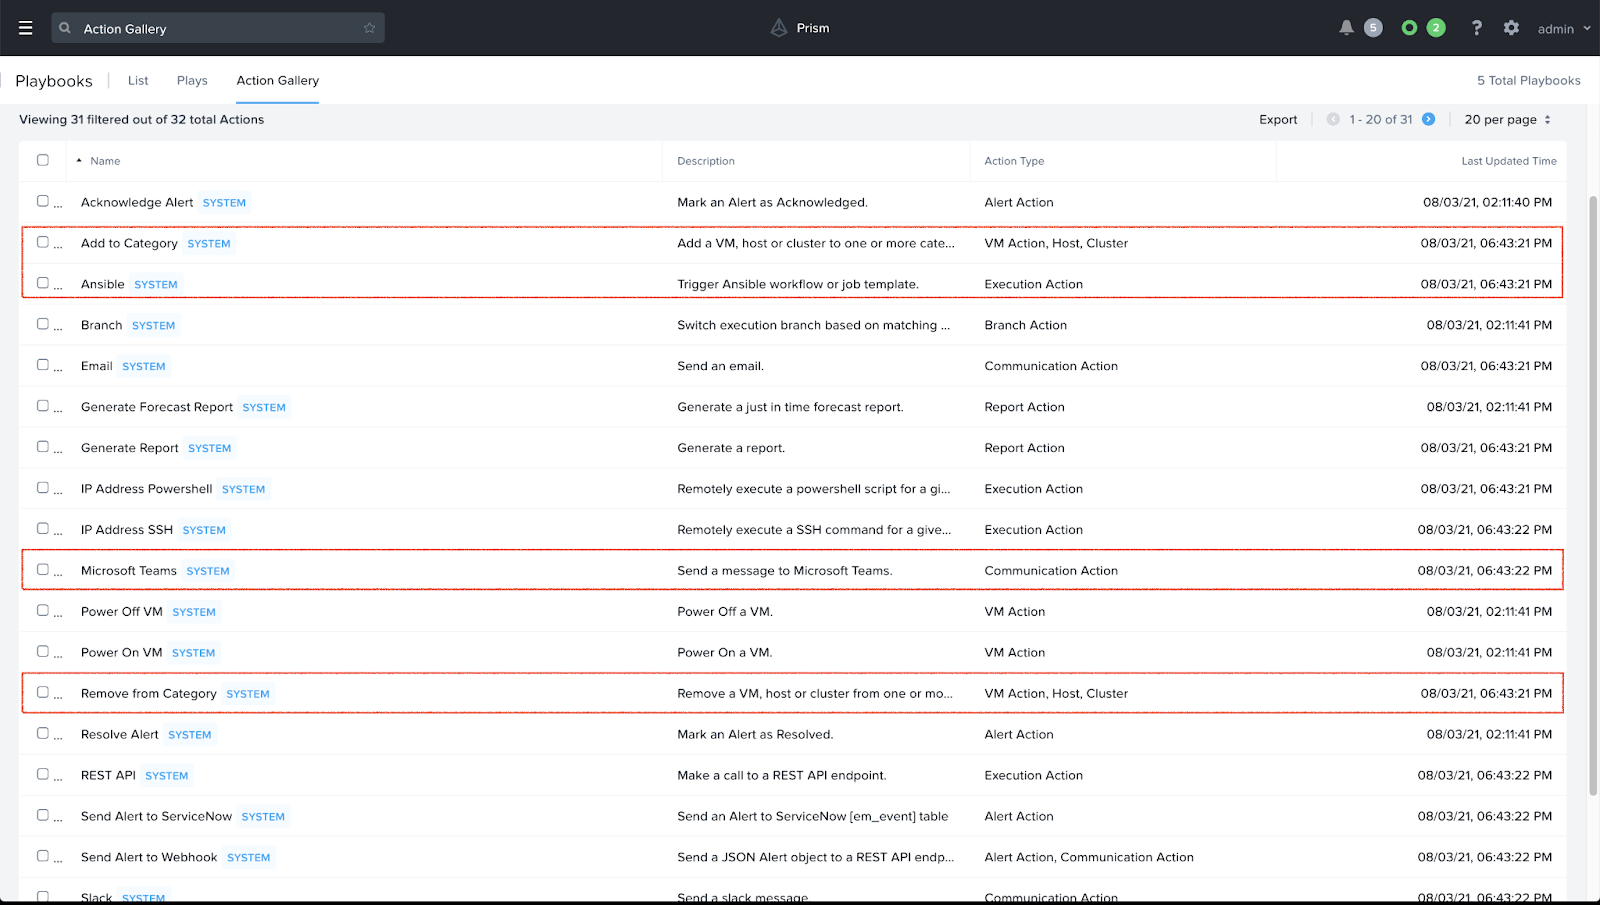 Action Gallery
Prism
5
2
?
admin
Playbooks
List
Plays
Action Gallery
5 Total Playbooks
Viewing 31 filtered out of 32 total Actions
Export
1 - 20 of 31
20 per page
Name Description Action Type Last Updated Time
... Acknowledge Alert SYSTEM Mark an Alert as Acknowledged. Alert Action 08/03/21, 02:11:40 PM
... Add to Category SYSTEM Add a VM, host or cluster to one or more cate... VM Action, Host, Cluster 08/03/21, 06:43:21 PM
... Ansible SYSTEM Trigger Ansible workflow or job template. Execution Action 08/03/21, 06:43:21 PM
... Branch SYSTEM Switch execution branch based on matching ... Branch Action 08/03/21, 02:11:41 PM
... Email SYSTEM Send an email. Communication Action 08/03/21, 06:43:21 PM
... Generate Forecast Report SYSTEM Generate a just in time forecast report. Report Action 08/03/21, 02:11:41 PM
... Generate Report SYSTEM Generate a report. Report Action 08/03/21, 06:43:21 PM
... IP Address Powershell SYSTEM Remotely execute a powershell script for a gi... Execution Action 08/03/21, 06:43:21 PM
... IP Address SSH SYSTEM Remotely execute a SSH command for a give... Execution Action 08/03/21, 06:43:22 PM
... Microsoft Teams SYSTEM Send a message to Microsoft Teams. Communication Action 08/03/21, 06:43:22 PM
... Power Off VM SYSTEM Power Off a VM. VM Action 08/03/21, 02:11:41 PM
... Power On VM SYSTEM Power On a VM. VM Action 08/03/21, 02:11:41 PM
... Remove from Category SYSTEM Remove a VM, host or cluster from one or mo... VM Action, Host, Cluster 08/03/21, 06:43:21 PM
... Resolve Alert SYSTEM Mark an Alert as Resolved. Alert Action 08/03/21, 02:11:41 PM
... REST API SYSTEM Make a call to a REST API endpoint. Execution Action 08/03/21, 06:43:22 PM
... Send Alert to ServiceNow SYSTEM Send an Alert to ServiceNow [em_event] table Alert Action 08/03/21, 06:43:22 PM
... Send Alert to Webhook SYSTEM Send a JSON Alert object to a REST API endp... Alert Action, Communication Action 08/03/21, 06:43:22 PM
... Slack SYSTEM Send a slack message. Communication Action 08/03/21, 06:43:22 PM